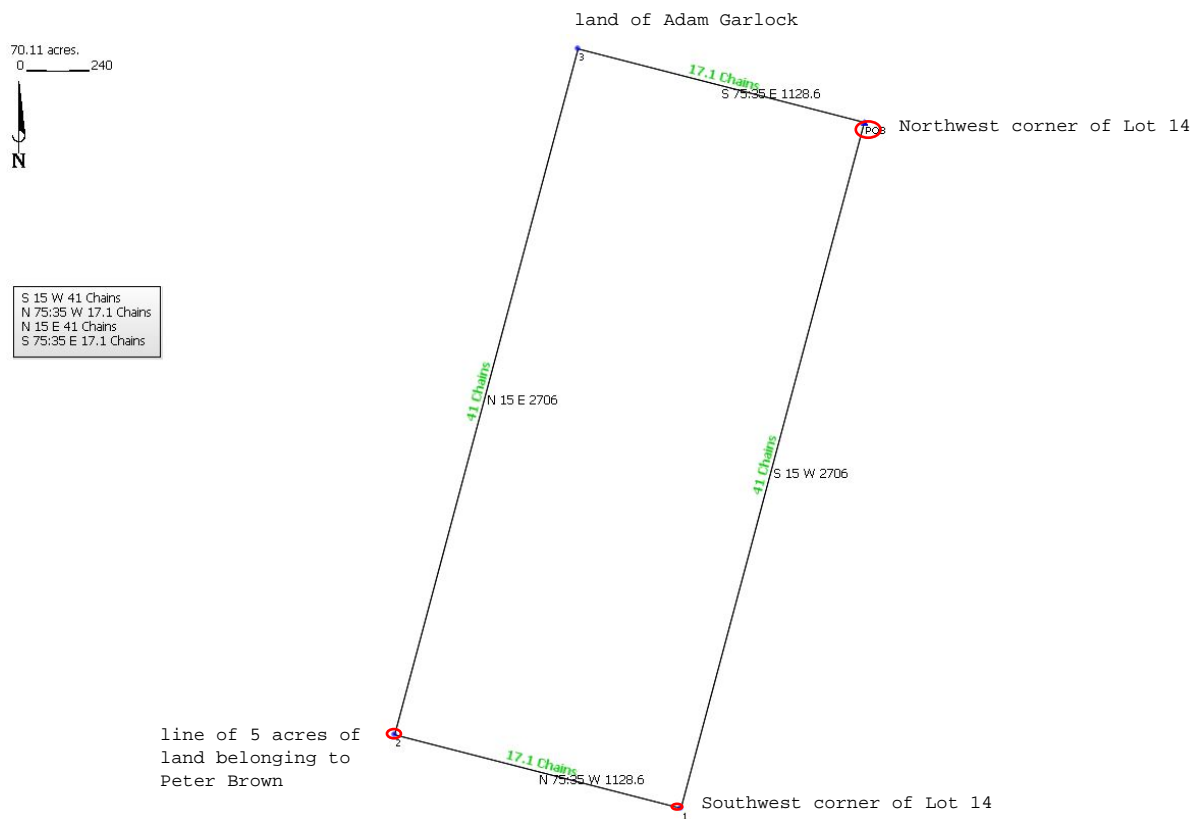 land of Adam Garlock
70.11 acres.
0 240
N
3
17.1 Chains
S 75:35 E 1128.6
POB
Northwest corner of Lot 14
S 15 W 41 Chains
N 75:35 W 17.1 Chains
N 15 E 41 Chains
S 75:35 E 17.1 Chains
41 Chains
N 15 E 2706
41 Chains
S 15 W 2706
line of 5 acres of
land belonging to
Peter Brown
2
17.1 Chains
N 75:35 W 1128.6
Southwest corner of Lot 14
1